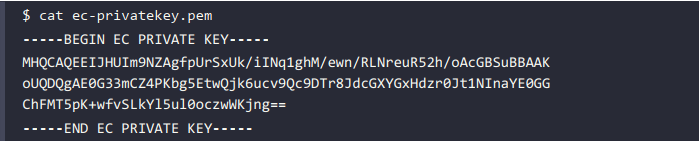 $ cat ec-privatekey.pem
-----BEGIN EC PRIVATE KEY-----
MHQCAQEEIJHUIm9NZAgfpUrSxUk/iINq1ghM/ewn/RLNreuR52h/oAcGBSuBBAAK
oUQDQgAE0G33mCZ4PKbg5EtwQjk6ucv9Qc9DTr8JdcGXYGxHdzr0Jt1NInaYE0GG
ChFMT5pK+wfvSLkYl5ul0oczwWKjng==
-----END EC PRIVATE KEY-----